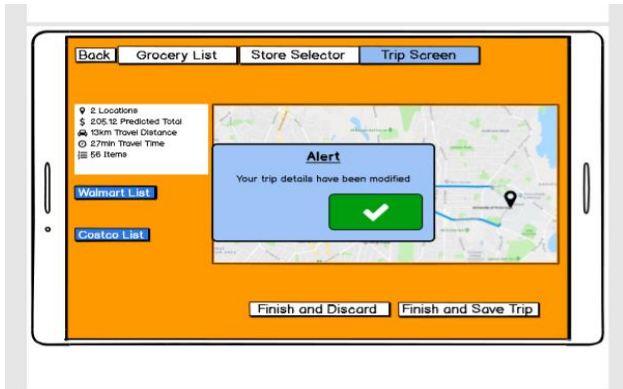 Back Grocery List Store Selector Trip Screen
2 Locations
$ 205.12 Predicted Total
13km Travel Distance
27min Travel Time
56 Items
Walmart List
Costco List
Alert
Your trip details have been modified
Finish and Discard Finish and Save Trip